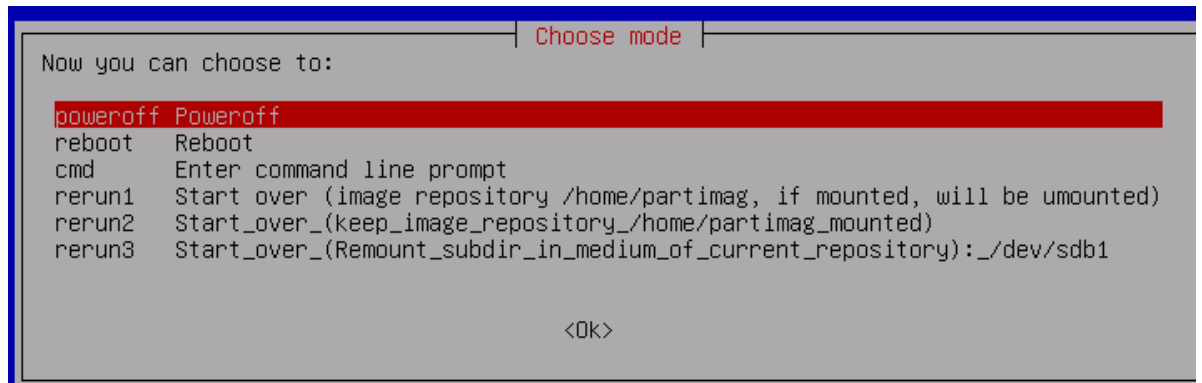 Choose mode
Now you can choose to:
poweroff Poweroff
reboot Reboot
cmd Enter command line prompt
rerun1 Start over (image repository /home/partimag, if mounted, will be umounted)
rerun2 Start_over_(keep_image_repository_/home/partimag_mounted)
rerun3 Start_over_(Remount_subdir_in_medium_of_current_repository):_/dev/sdb1
<Ok>